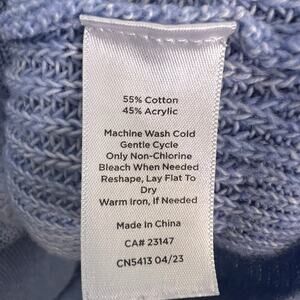 55% Cotton
45% Acrylic
Machine Wash Cold
Gentle Cycle
Only Non-Chlorine
Bleach When Needed
Reshape, Lay Flat To
Dry
Warm Iron, If Needed
Made In China
CA# 23147
CN5413 04/23